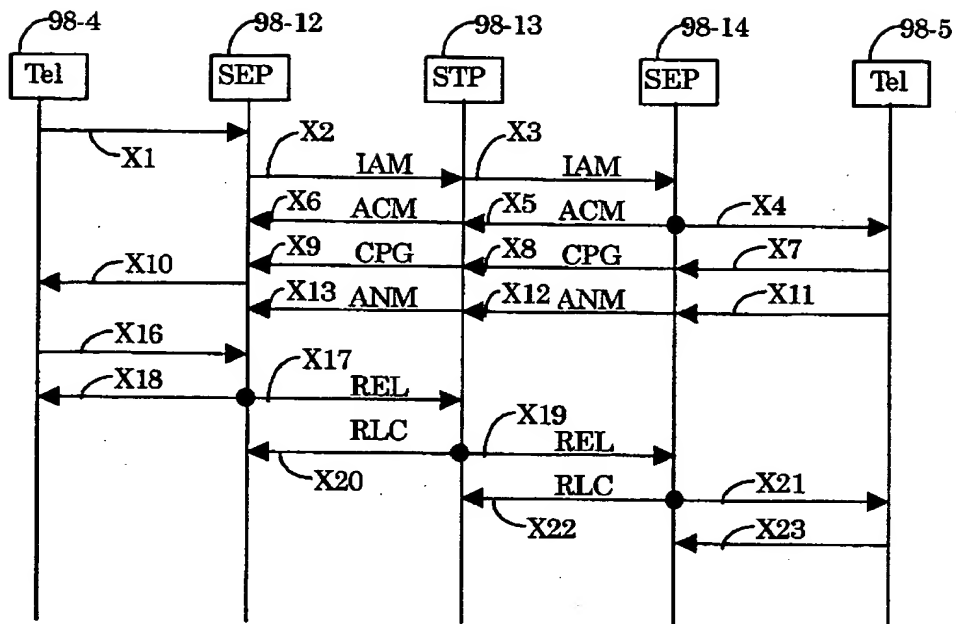 98-4 98-12 98-13 98-14 98-5
Tel SEP STP SEP Tel
X1 X2 IAM X3 IAM
X6 ACM X5 ACM X4
X10 X9 CPG X8 CPG X7
X13 ANM X12 ANM X11
X16
X18 X17 REL
RLC X19 REL
X20 RLC X21
X22 X23